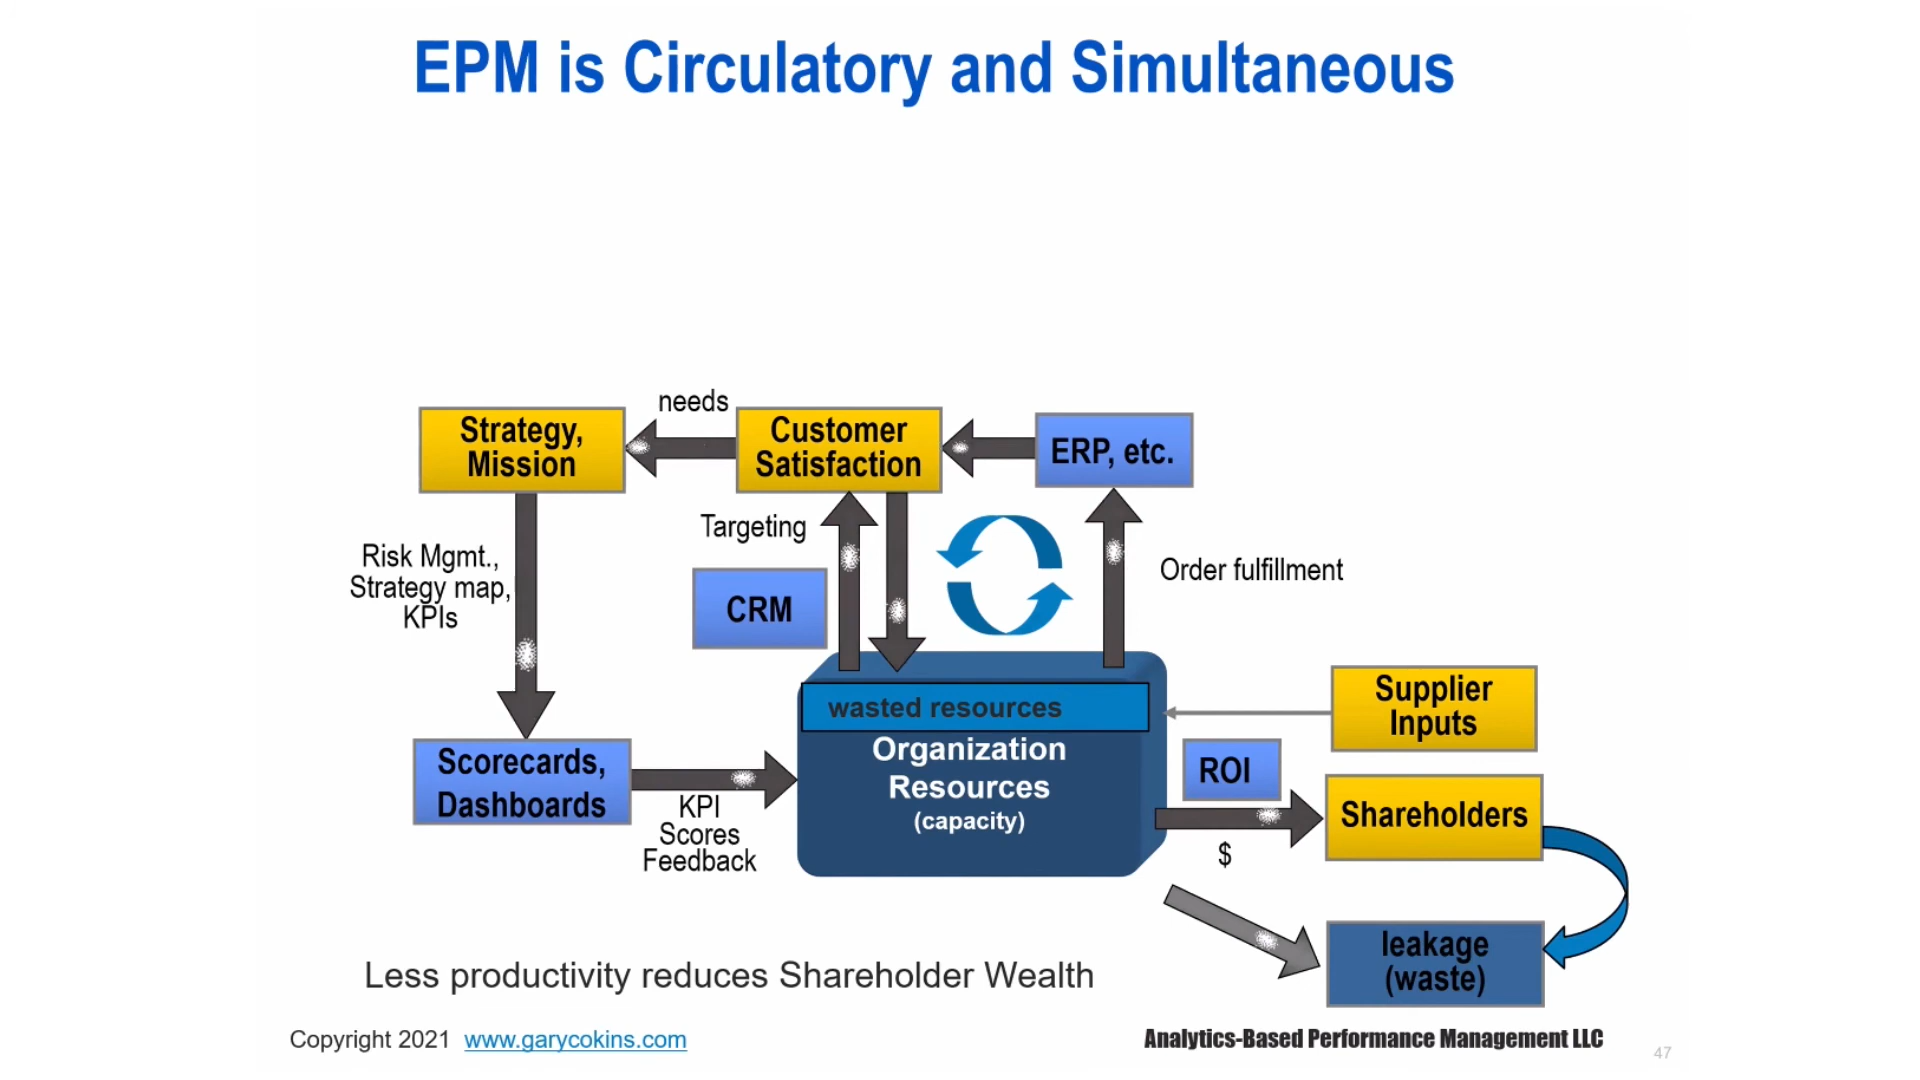 EPM is Circulatory and Simultaneous
needs
Strategy,
Mission
Customer
Satisfaction
ERP, etc.
Targeting
Risk Mgmt.,
Strategy map,
KPIs
Order fulfillment
CRM
wasted resources
Supplier
Inputs
Organization
Resources
(capacity)
Scorecards,
Dashboards
ROI
KPI
Scores
Feedback
Shareholders
$
leakage
(waste)
Less productivity reduces Shareholder Wealth
Copyright 2021 www.garycokins.com
Analytics-Based Performance Management LLC
47